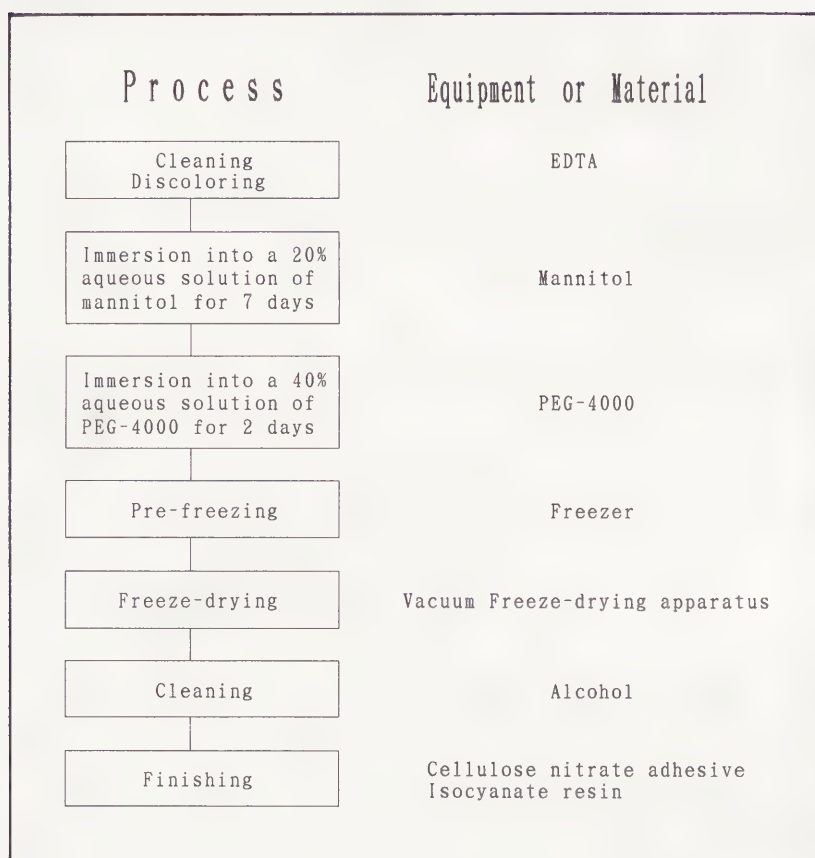 Process Equipment or Material
Cleaning EDTA
Discoloring
Immersion into a 20%
aqueous solution of Mannitol
mannitol for 7 days
Immersion into a 40%
aqueous solution of PEG-4000
PEG-4000 for 2 days
Pre-freezing Freezer
Freeze-drying Vacuum Freeze-drying apparatus
Cleaning Alcohol
Finishing Cellulose nitrate adhesive
Isocyanate resin